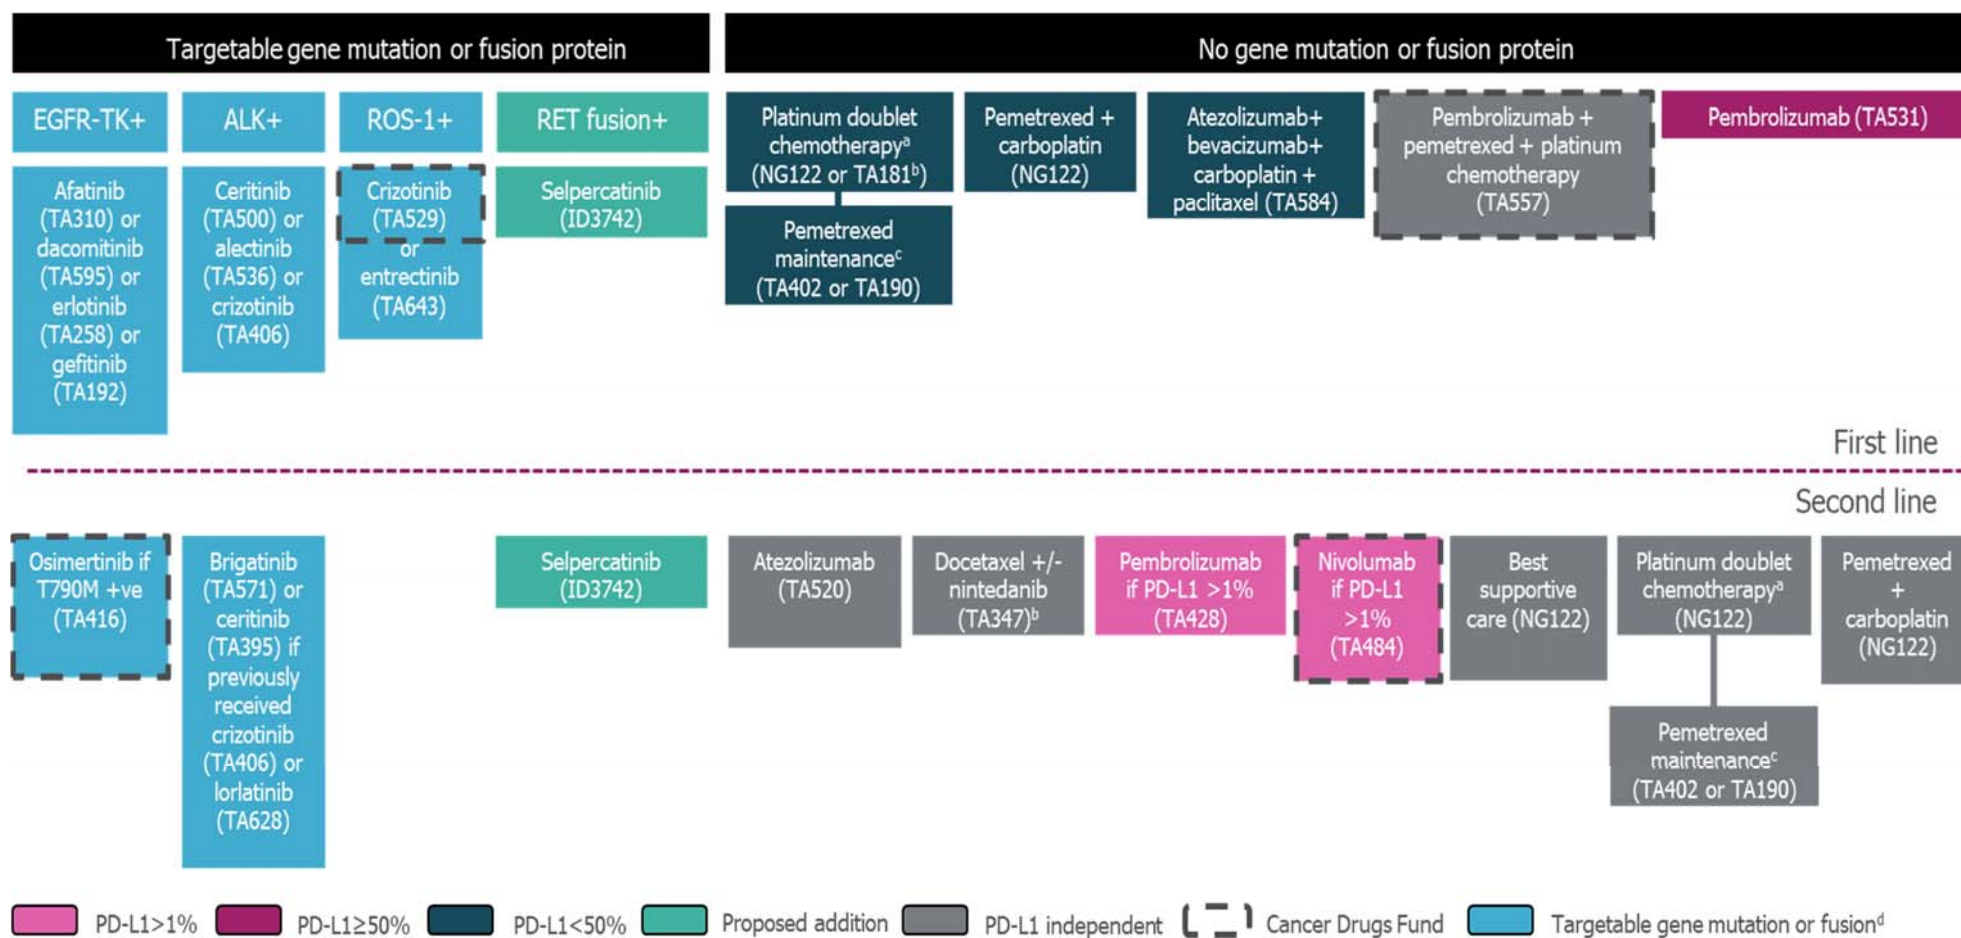 Targetable gene mutation or fusion protein
No gene mutation or fusion protein
EGFR-TK+
ALK+
ROS-1+
RET fusion+
Afatinib
(TA310) or
dacomitinib
(TA595) or
erlotinib
(TA258) or
gefitinib
(TA192)
Ceritinib
(TA500) or
alectinib
(TA536) or
crizotinib
(TA406)
Crizotinib
(TA529)
or
entrectinib
(TA643)
Selpercatinib
(ID3742)
Platinum doublet
chemotherapyᵃ
(NG122 or TA181ᵇ)
Pemetrexed
maintenanceᶜ
(TA402 or TA190)
Pemetrexed +
carboplatin
(NG122)
Atezolizumab+
bevacizumab+
carboplatin +
paclitaxel (TA584)
Pembrolizumab +
pemetrexed + platinum
chemotherapy
(TA557)
Pembrolizumab (TA531)
First line
Second line
Osimertinib if
T790M +ve
(TA416)
Brigatinib
(TA571) or
ceritinib
(TA395) if
previously
received
crizotinib
(TA406) or
lorlatinib
(TA628)
Selpercatinib
(ID3742)
Atezolizumab
(TA520)
Docetaxel +/-
nintedanib
(TA347)ᵇ
Pembrolizumab
if PD-L1 >1%
(TA428)
Nivolumab
if PD-L1
>1%
(TA484)
Best
supportive
care (NG122)
Platinum doublet
chemotherapyᵃ
(NG122)
Pemetrexed
maintenanceᶜ
(TA402 or TA190)
Pemetrexed
+
carboplatin
(NG122)
PD-L1>1%
PD-L1≥50%
PD-L1<50%
Proposed addition
PD-L1 independent
Cancer Drugs Fund
Targetable gene mutation or fusionᵈ